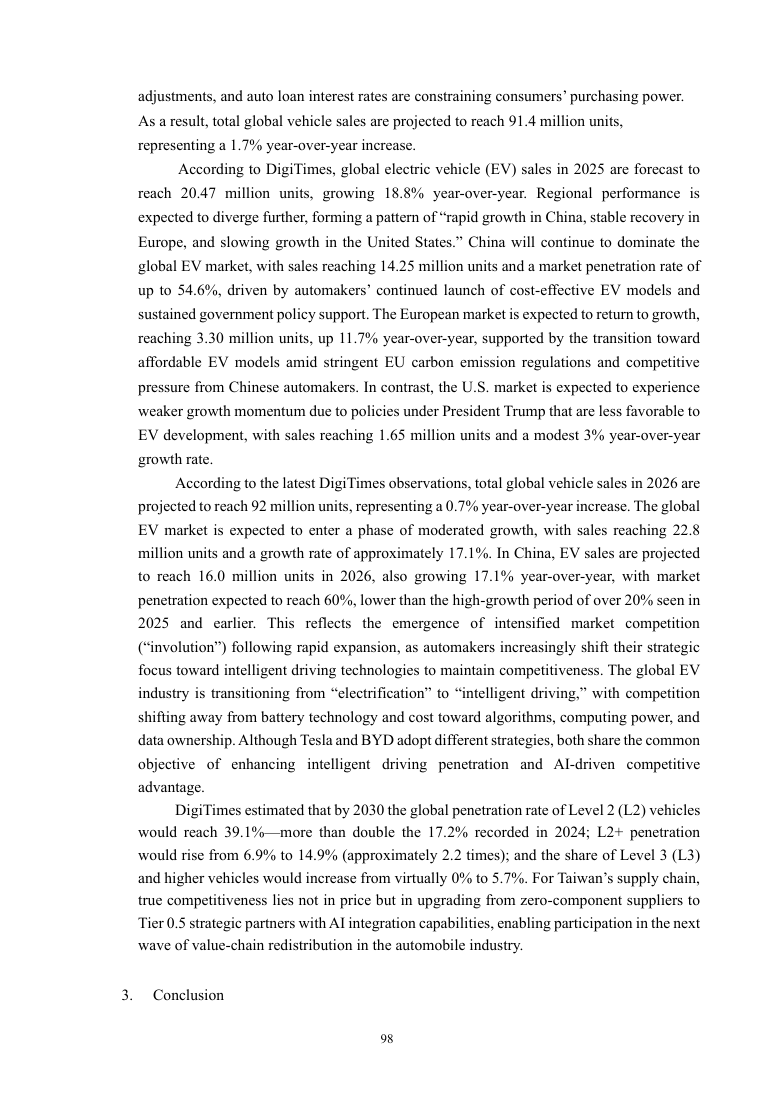 adjustments, and auto loan interest rates are constraining consumers’ purchasing power.
As a result, total global vehicle sales are projected to reach 91.4 million units,
representing a 1.7% year-over-year increase.
According to DigiTimes, global electric vehicle (EV) sales in 2025 are forecast to
reach 20.47 million units, growing 18.8% year-over-year. Regional performance is
expected to diverge further, forming a pattern of “rapid growth in China, stable recovery in
Europe, and slowing growth in the United States.” China will continue to dominate the
global EV market, with sales reaching 14.25 million units and a market penetration rate of
up to 54.6%, driven by automakers’ continued launch of cost-effective EV models and
sustained government policy support. The European market is expected to return to growth,
reaching 3.30 million units, up 11.7% year-over-year, supported by the transition toward
affordable EV models amid stringent EU carbon emission regulations and competitive
pressure from Chinese automakers. In contrast, the U.S. market is expected to experience
weaker growth momentum due to policies under President Trump that are less favorable to
EV development, with sales reaching 1.65 million units and a modest 3% year-over-year
growth rate.
According to the latest DigiTimes observations, total global vehicle sales in 2026 are
projected to reach 92 million units, representing a 0.7% year-over-year increase. The global
EV market is expected to enter a phase of moderated growth, with sales reaching 22.8
million units and a growth rate of approximately 17.1%. In China, EV sales are projected
to reach 16.0 million units in 2026, also growing 17.1% year-over-year, with market
penetration expected to reach 60%, lower than the high-growth period of over 20% seen in
2025 and earlier. This reflects the emergence of intensified market competition
(“involution”) following rapid expansion, as automakers increasingly shift their strategic
focus toward intelligent driving technologies to maintain competitiveness. The global EV
industry is transitioning from “electrification” to “intelligent driving,” with competition
shifting away from battery technology and cost toward algorithms, computing power, and
data ownership. Although Tesla and BYD adopt different strategies, both share the common
objective of enhancing intelligent driving penetration and AI-driven competitive
advantage.
DigiTimes estimated that by 2030 the global penetration rate of Level 2 (L2) vehicles
would reach 39.1%—more than double the 17.2% recorded in 2024; L2+ penetration
would rise from 6.9% to 14.9% (approximately 2.2 times); and the share of Level 3 (L3)
and higher vehicles would increase from virtually 0% to 5.7%. For Taiwan’s supply chain,
true competitiveness lies not in price but in upgrading from zero-component suppliers to
Tier 0.5 strategic partners with AI integration capabilities, enabling participation in the next
wave of value-chain redistribution in the automobile industry.
3. Conclusion
98